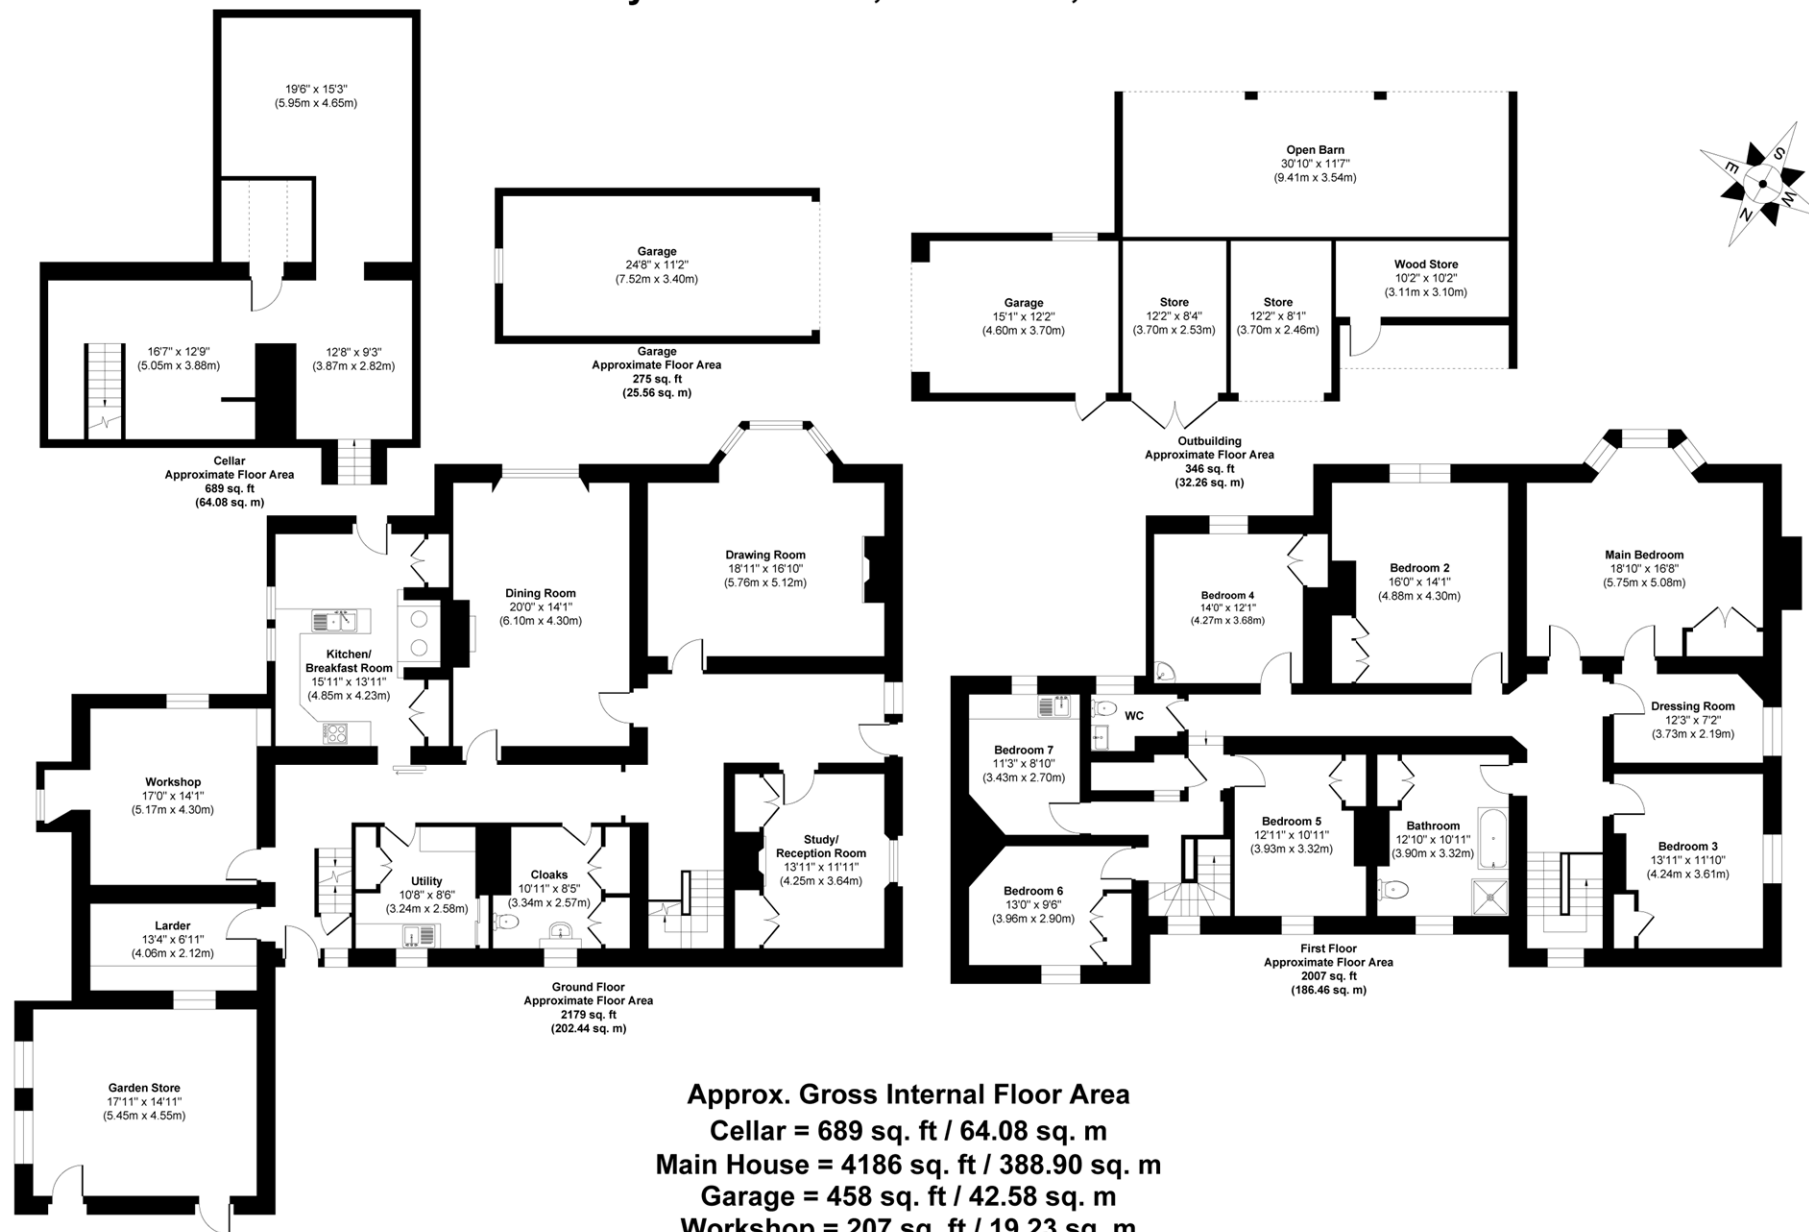 19'6" x 15'3"
(5.95m x 4.65m)
16'7" x 12'9"
(5.05m x 3.88m)
12'8" x 9'3"
(3.87m x 2.82m)
Cellar
Approximate Floor Area
689 sq. ft
(64.08 sq. m)
Garage
24'8" x 11'2"
(7.52m x 3.40m)
Garage
Approximate Floor Area
275 sq. ft
(25.56 sq. m)
Open Barn
30'10" x 11'7"
(9.41m x 3.54m)
Garage
15'1" x 12'2"
(4.60m x 3.70m)
Store
12'2" x 8'4"
(3.70m x 2.53m)
Store
12'2" x 8'1"
(3.70m x 2.46m)
Wood Store
10'2" x 10'2"
(3.11m x 3.10m)
Outbuilding
Approximate Floor Area
346 sq. ft
(32.26 sq. m)
S
E
W
N
Drawing Room
18'11" x 16'10"
(5.76m x 5.12m)
Dining Room
20'0" x 14'1"
(6.10m x 4.30m)
Kitchen/
Breakfast Room
15'11" x 13'11"
(4.85m x 4.23m)
Workshop
17'0" x 14'1"
(5.17m x 4.30m)
Larder
13'4" x 6'11"
(4.06m x 2.12m)
Utility
10'8" x 8'6"
(3.24m x 2.58m)
Cloaks
10'11" x 8'5"
(3.34m x 2.57m)
Study/
Reception Room
13'11" x 11'11"
(4.25m x 3.64m)
Garden Store
17'11" x 14'11"
(5.45m x 4.55m)
Ground Floor
Approximate Floor Area
2179 sq. ft
(202.44 sq. m)
Main Bedroom
18'10" x 16'8"
(5.75m x 5.08m)
Bedroom 2
16'0" x 14'1"
(4.88m x 4.30m)
Bedroom 4
14'0" x 12'1"
(4.27m x 3.68m)
WC
Dressing Room
12'3" x 7'2"
(3.73m x 2.19m)
Bedroom 7
11'3" x 8'10"
(3.43m x 2.70m)
Bedroom 5
12'11" x 10'11"
(3.93m x 3.32m)
Bathroom
12'10" x 10'11"
(3.90m x 3.32m)
Bedroom 3
13'11" x 11'10"
(4.24m x 3.61m)
Bedroom 6
13'0" x 9'6"
(3.96m x 2.90m)
First Floor
Approximate Floor Area
2007 sq. ft
(186.46 sq. m)
Approx. Gross Internal Floor Area
Cellar = 689 sq. ft / 64.08 sq. m
Main House = 4186 sq. ft / 388.90 sq. m
Garage = 458 sq. ft / 42.58 sq. m
Workshop = 207 sq. ft / 19.23 sq. m